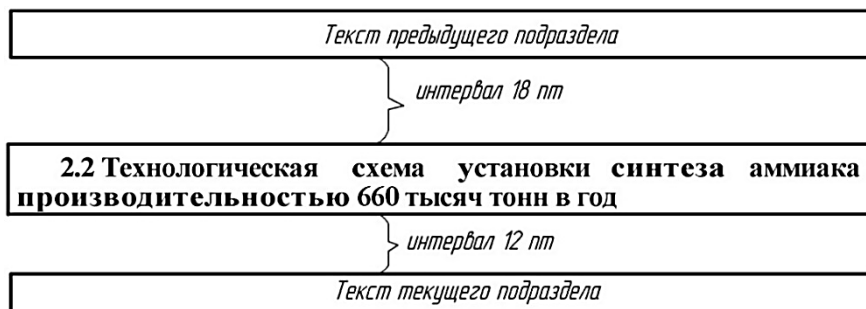 Текст предыдущего подраздела
интервал 18 пт
2.2 Технологическая схема установки синтеза аммиака
производительностью 660 тысяч тонн в год
интервал 12 пт
Текст текущего подраздела